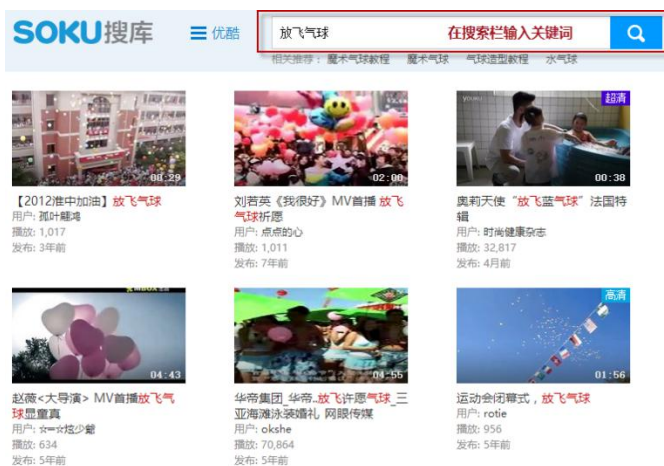 SOKU搜库
优酷
放飞气球
在搜索栏输入关键词
相关推荐： 魔术气球教程 魔术气球 气球造型教程 水气球
00:29
02:00
超清
00:38
【2012淮中加油】放飞气球
用户: 孤叶飘鸿
播放: 1,017
发布: 3年前
刘若英《我很好》MV首播 放飞
气球祈愿
用户: 点点的心
播放: 1,011
发布: 7年前
奥莉天使“放飞蓝气球”法国特
辑
用户: 时尚健康杂志
播放: 32,817
发布: 4月前
04:43
04:55
高清
01:56
赵薇<大导演> MV首播放飞气
球显童真
用户: ☆=☆炫少爺
播放: 634
发布: 5年前
华帝集团_华帝..放飞许愿气球_三
亚海滩泳装婚礼 网眼传媒
用户: okshe
播放: 70,864
发布: 5年前
运动会闭幕式，放飞气球
用户: rotie
播放: 956
发布: 5年前